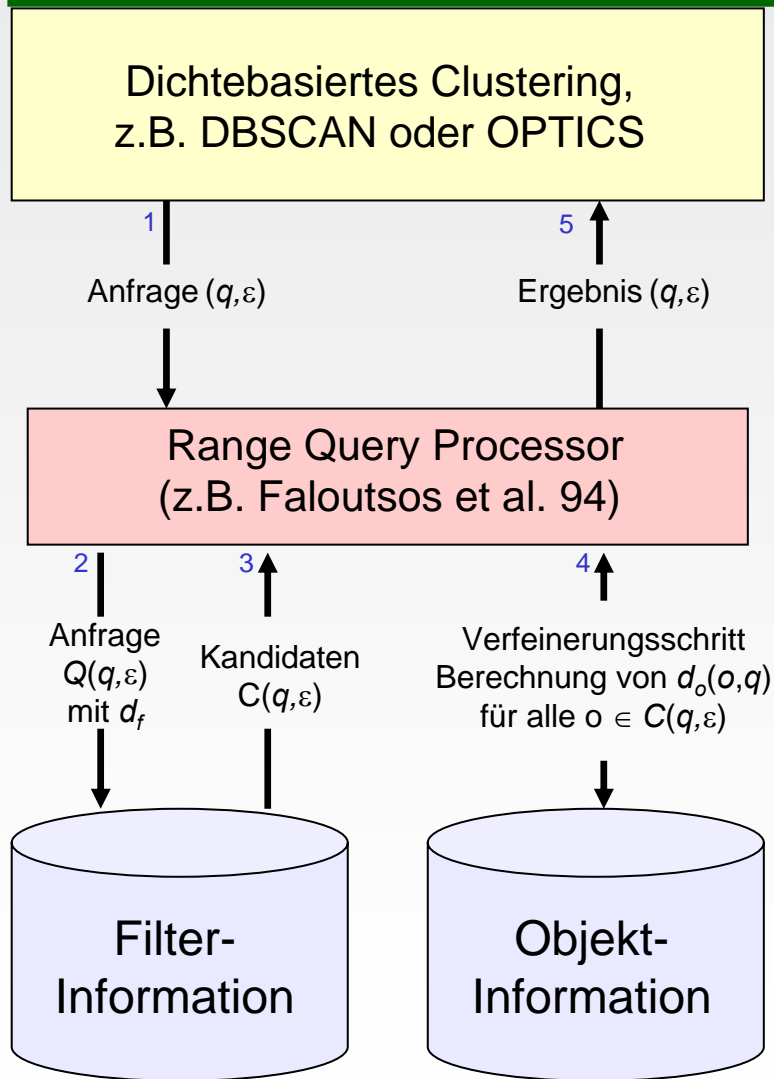 Dichtebasiertes Clustering,
z.B. DBSCAN oder OPTICS
1
5
Anfrage (q,ε)
Ergebnis (q,ε)
Range Query Processor
(z.B. Faloutsos et al. 94)
2
3
4
Anfrage
Q(q,ε)
mit d_f
Kandidaten
C(q,ε)
Verfeinerungsschritt
Berechnung von d_o(o,q)
für alle o ∈ C(q,ε)
Filter-
Information
Objekt-
Information